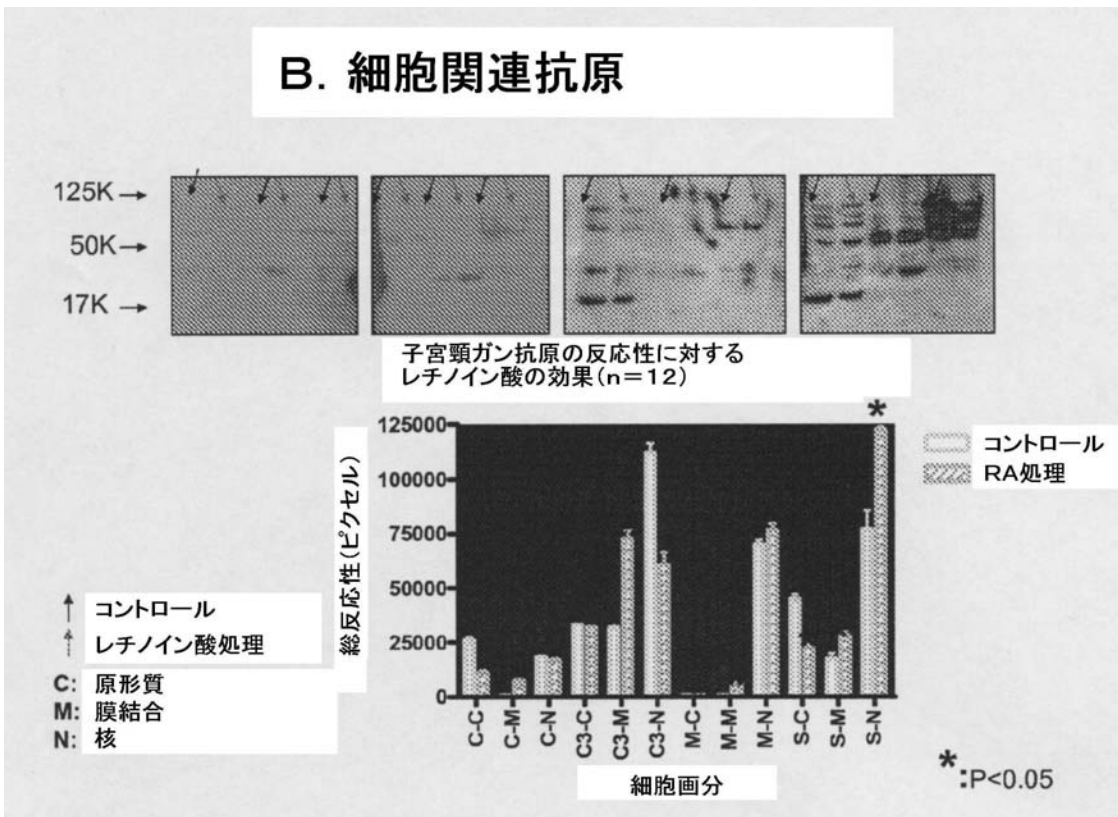 B. 細胞関連抗原
125K→
50K→
17K→
子宮頸ガン抗原の反応性に対する
レチノイン酸の効果(n=12)
*
総反応性(ピクセル)
125000
100000
75000
50000
25000
0
C-C
C-M
C-N
C3-C
C3-M
C3-N
M-C
M-M
M-N
S-C
S-M
S-N
細胞画分
コントロール
RA処理
↑ コントロール
↑ レチノイン酸処理
C: 原形質
M: 膜結合
N: 核
*:P<0.05